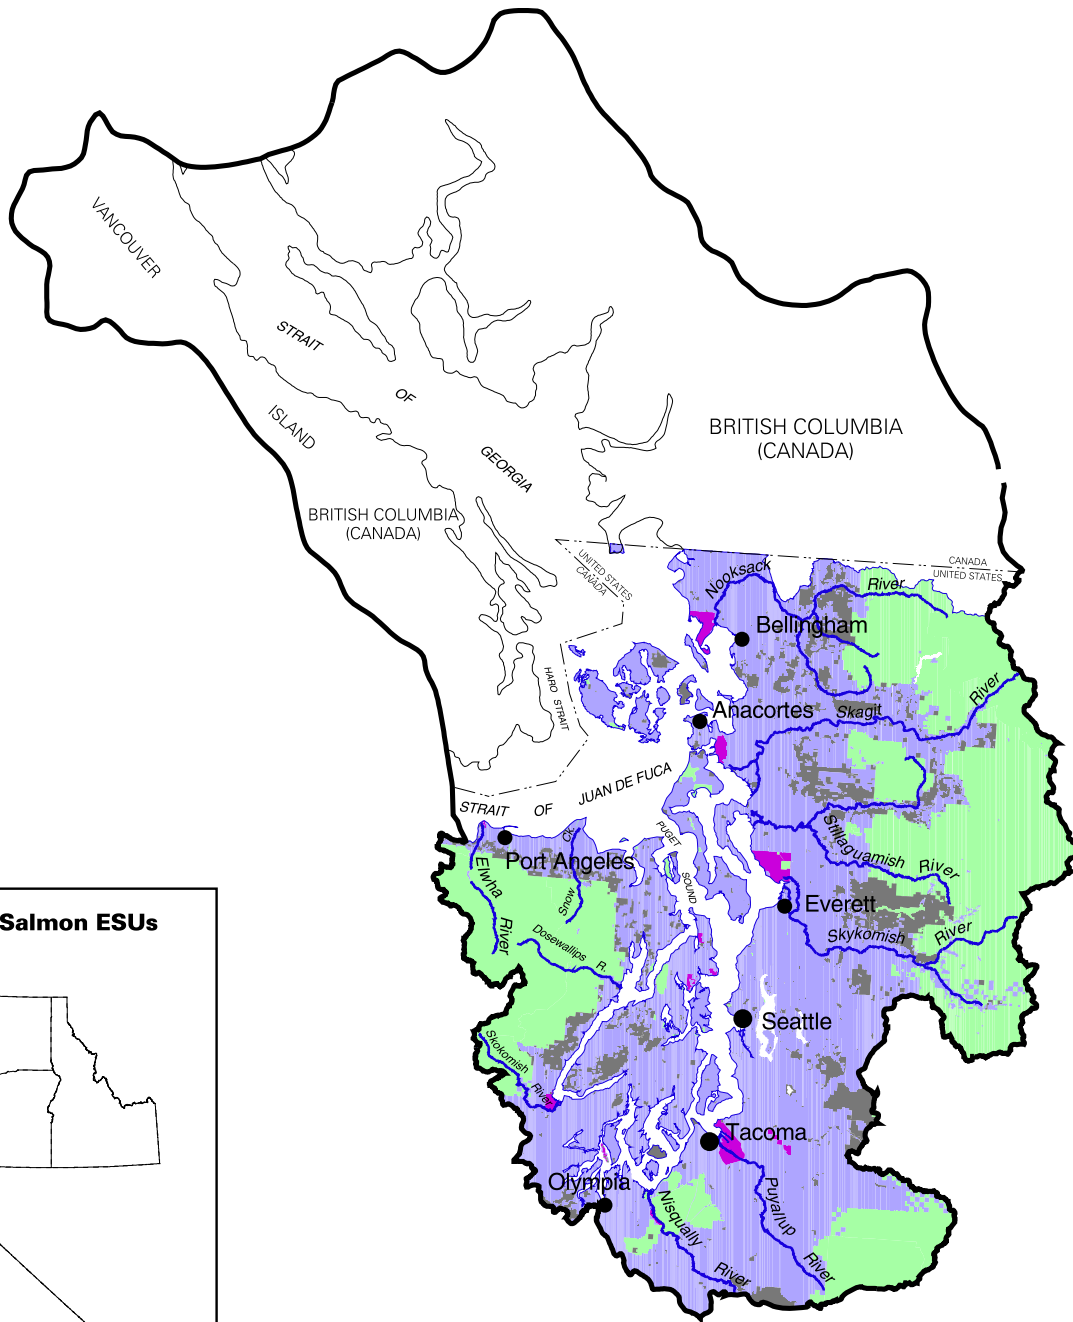 VANCOUVER
ISLAND
STRAIT
OF
GEORGIA
BRITISH COLUMBIA
(CANADA)
BRITISH COLUMBIA
(CANADA)
UNITED STATES
CANADA
CANADA
UNITED STATES
Nooksack
River
Bellingham
HARO STRAIT
Anacortes
Skagit
River
STRAIT
OF
JUAN DE FUCA
PUGET
SOUND
Port Angeles
Elwha
River
Snow
Ck.
Stillaguamish
River
Everett
Skykomish
River
Dosewallips
R.
Salmon ESUs
Seattle
Skokomish
River
Tacoma
Olympia
Nisqually
River
Puyallup
River